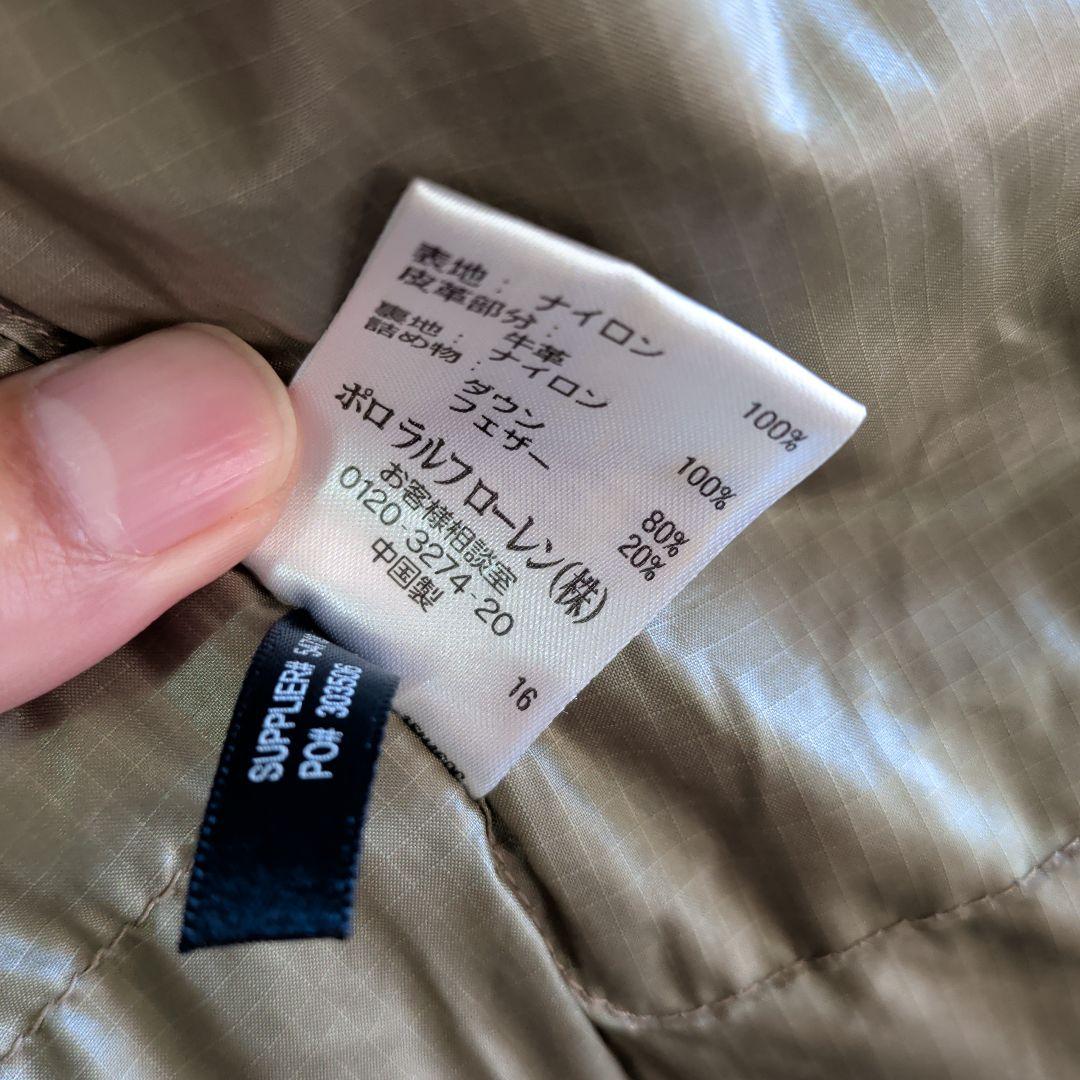 表地: ナイロン 100%
皮革部分: 牛革
裏地: ナイロン 100%
詰め物: ダウン 80%
フェザー 20%
ポロ ラルフ ローレン(株)
お客様相談室
0120-3274-20
中国製
16
SUPPLIER#
PO# 303506